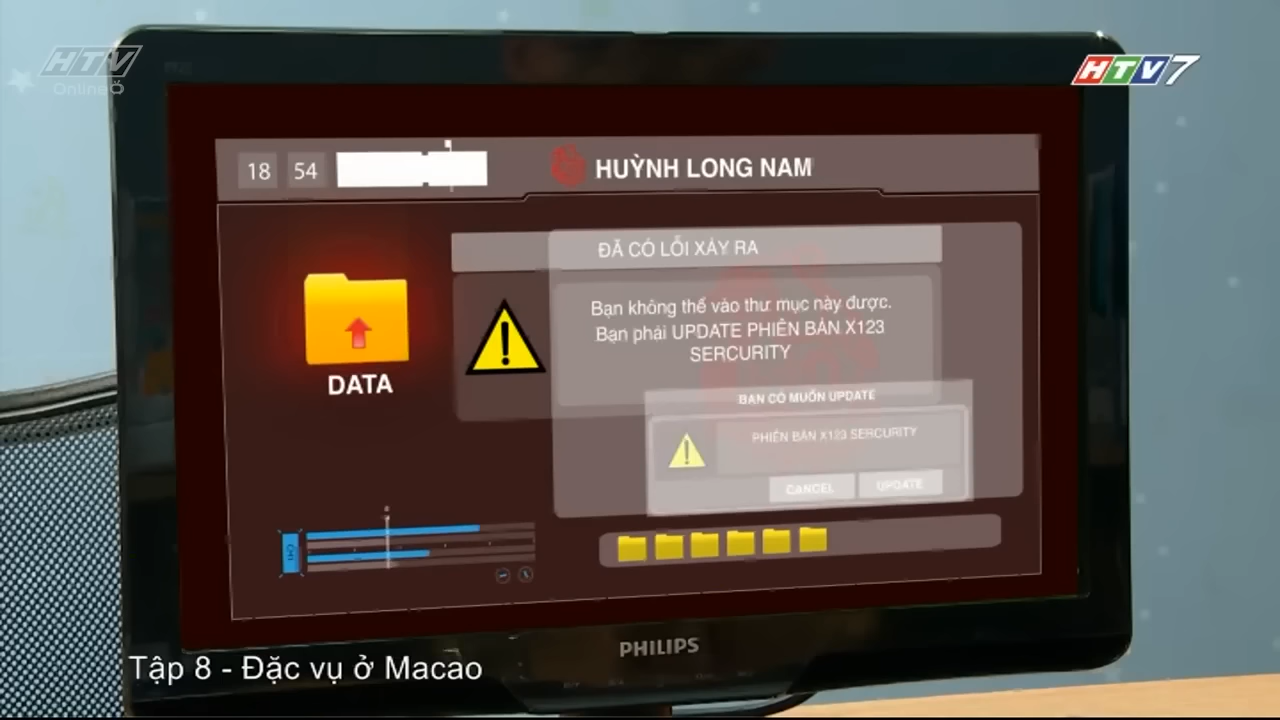 HTV
Online
HTV7
18 54
HUỲNH LONG NAM
ĐÃ CÓ LỖI XẢY RA
Bạn không thể vào thư mục này được.
Bạn phải UPDATE PHIÊN BẢN X123
SERCURITY
DATA
BẠN CÓ MUỐN UPDATE
PHIÊN BẢN X123 SERCURITY
CANCEL
UPDATE
PHILIPS
Tập 8 - Đặc vụ ở Macao